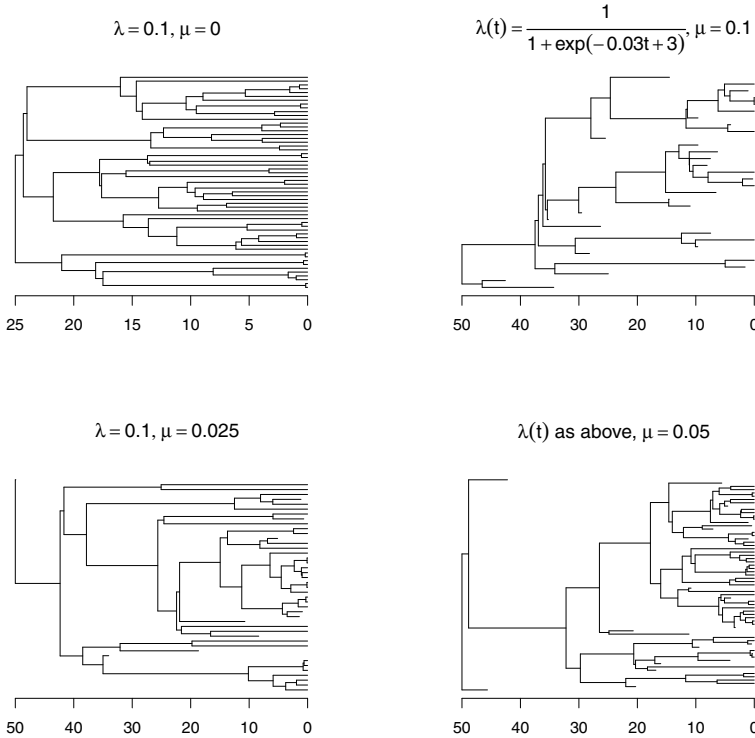 λ = 0.1, μ = 0
λ(t) = 1 / 1 + exp(−0.03t + 3), μ = 0.1
25 20 15 10 5 0
50 40 30 20 10 0
λ = 0.1, μ = 0.025
λ(t) as above, μ = 0.05
50 40 30 20 10 0
50 40 30 20 10 0